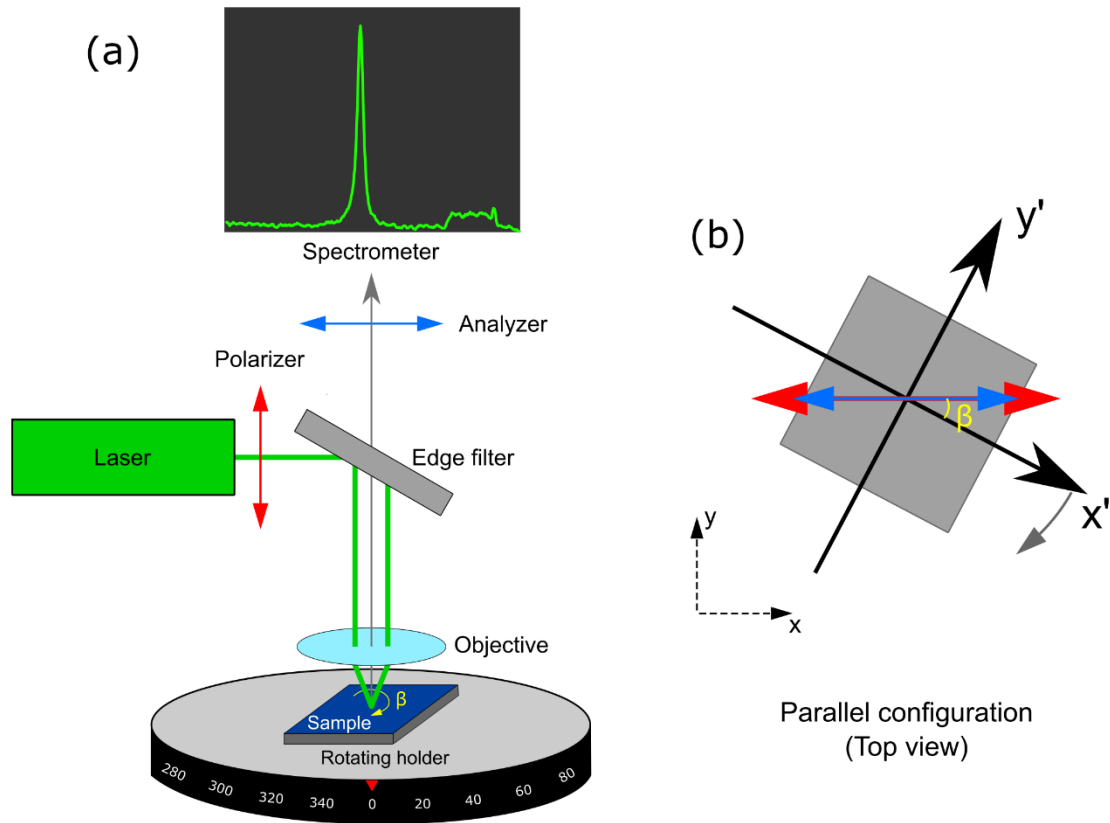 (a)
Spectrometer
Analyzer
Polarizer
Laser
Edge filter
Objective
β
Sample
Rotating holder
280 300 320 340 0 20 40 60 80
(b)
y'
β
x'
y
x
Parallel configuration
(Top view)